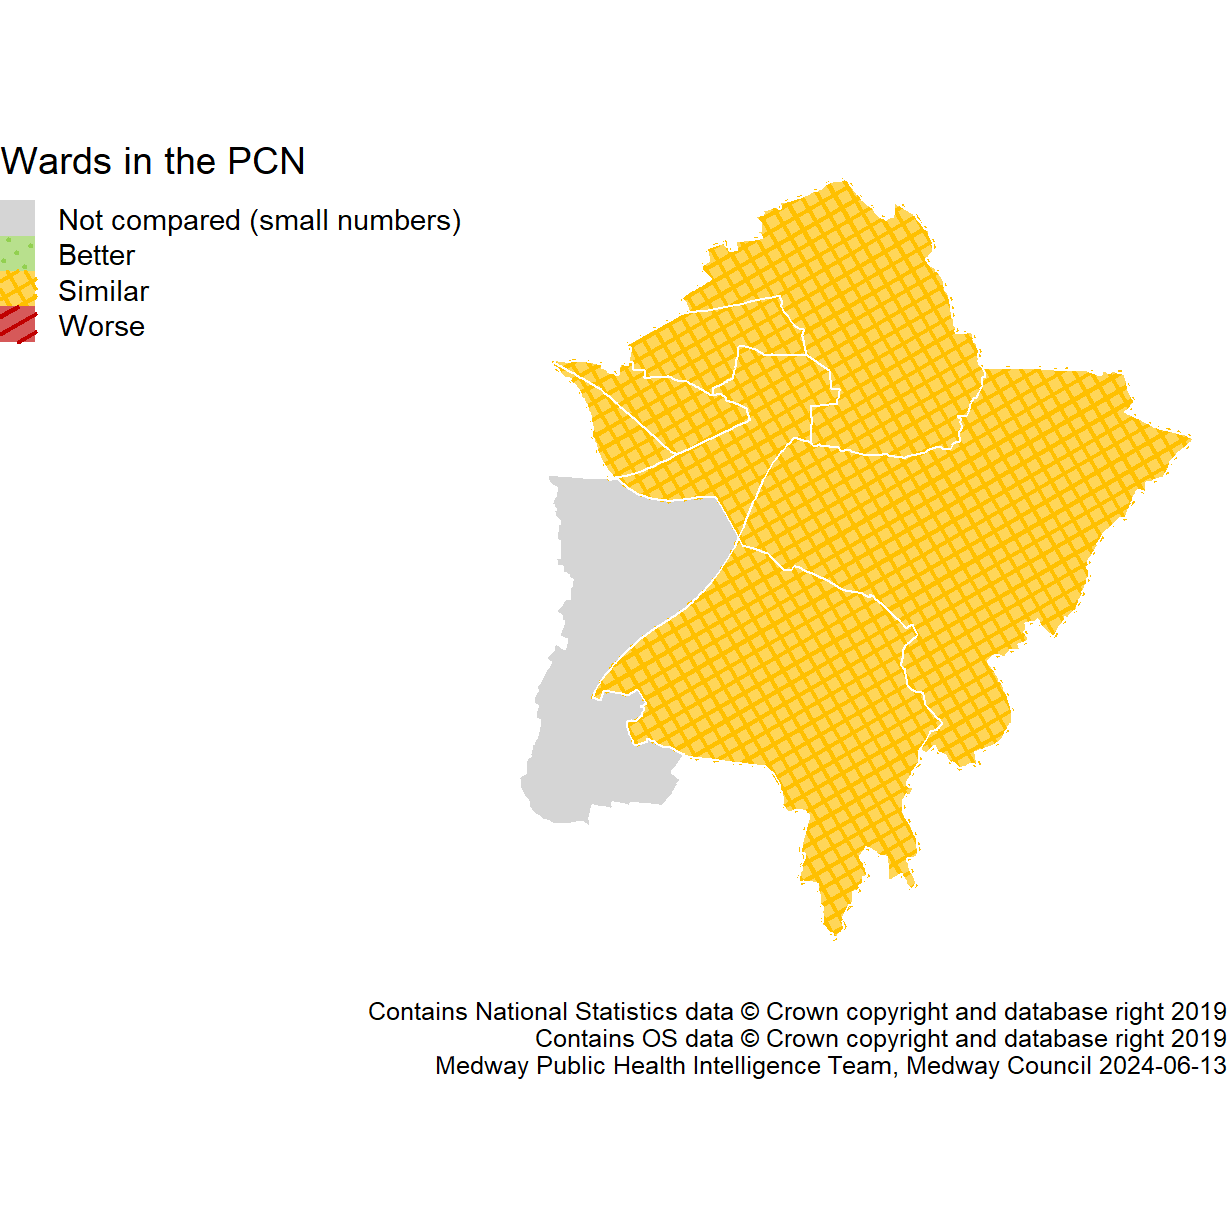 Wards in the PCN
Not compared (small numbers)
Better
Similar
Worse
Contains National Statistics data © Crown copyright and database right 2019
Contains OS data © Crown copyright and database right 2019
Medway Public Health Intelligence Team, Medway Council 2024-06-13